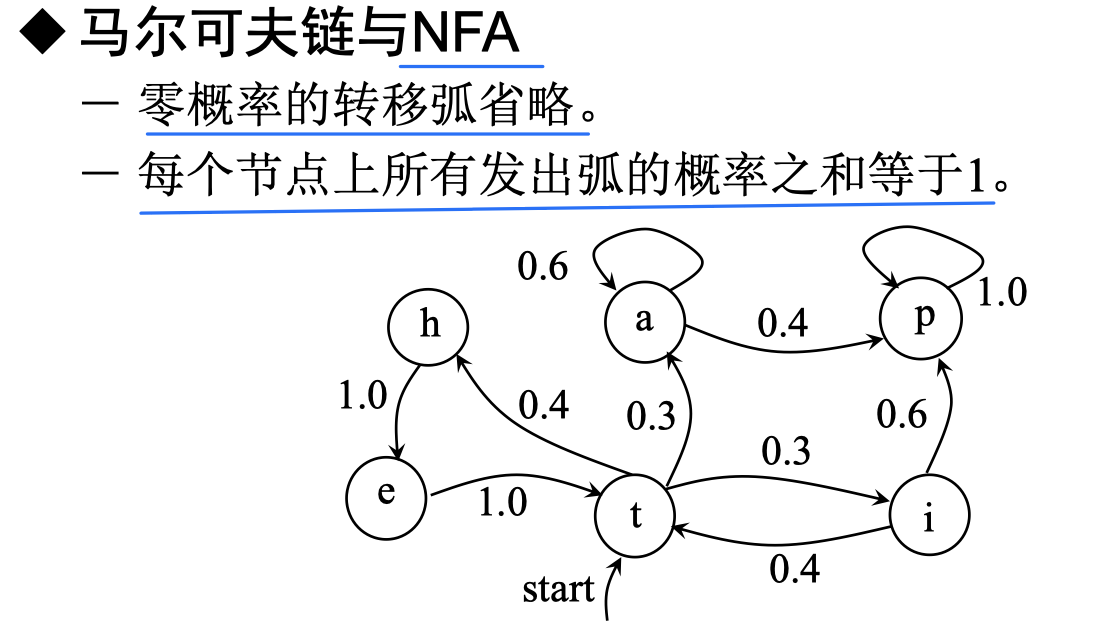 ◆ 马尔可夫链与NFA
– 零概率的转移弧省略。
– 每个节点上所有发出弧的概率之和等于1。
0.6
1.0
h
a
p
0.4
1.0
0.4
0.3
0.6
0.3
e
1.0
t
i
0.4
start